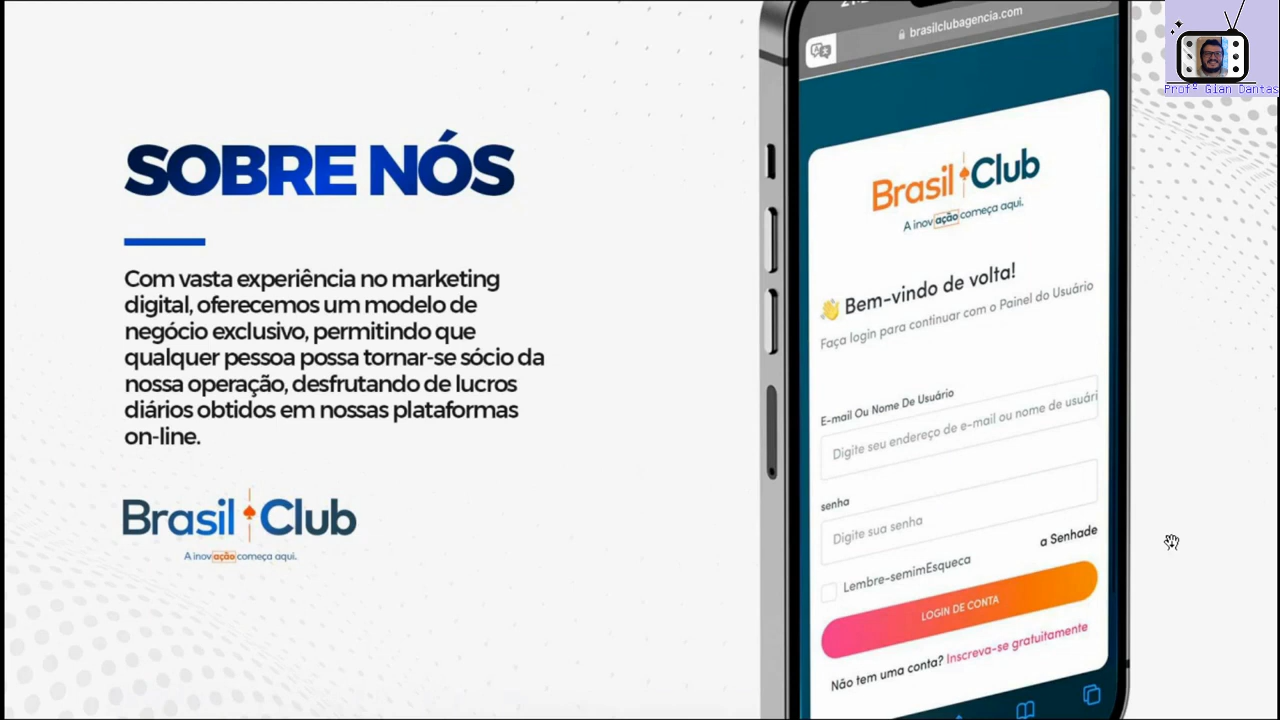 SOBRE NÓS
Com vasta experiência no marketing
digital, oferecemos um modelo de
negócio exclusivo, permitindo que
qualquer pessoa possa tornar-se sócio da
nossa operação, desfrutando de lucros
diários obtidos em nossas plataformas
on-line.
Brasil Club
A inovação começa aqui.
brasilclubagencia.com
Brasil Club
A inovação começa aqui.
👋 Bem-vindo de volta!
Faça login para continuar com o Painel do Usuário
E-mail Ou Nome De Usuário
Digite seu endereço de e-mail ou nome de usuári
senha
Digite sua senha
a Senhade
Lembre-semimEsqueca
LOGIN DE CONTA
Não tem uma conta? Inscreva-se gratuitamente
Profº Gian Dantas